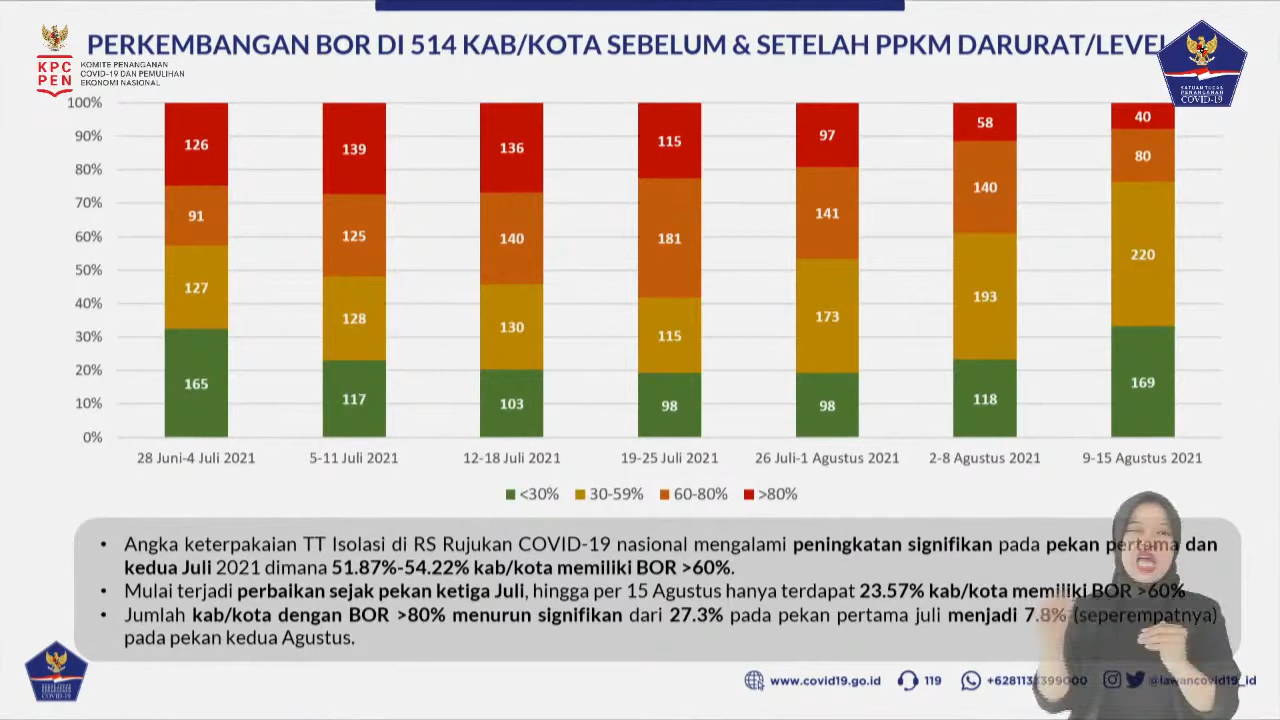 PERKEMBANGAN BOR DI 514 KAB/KOTA SEBELUM & SETELAH PPKM DARURAT/LEVEL
KPC
PEN
KOMITE PENANGANAN
COVID-19 DAN PEMULIHAN
EKONOMI NASIONAL
SATUAN TUGAS
PENANGANAN
COVID-19
100%
90%
80%
70%
60%
50%
40%
30%
20%
10%
0%
126 139 136 115 97 58 40
91 125 140 181 141 140 80
127 128 130 115 173 193 220
165 117 103 98 98 118 169
28 Juni-4 Juli 2021 5-11 Juli 2021 12-18 Juli 2021 19-25 Juli 2021 26 Juli-1 Agustus 2021 2-8 Agustus 2021 9-15 Agustus 2021
<30% 30-59% 60-80% >80%
• Angka keterpakaian TT Isolasi di RS Rujukan COVID-19 nasional mengalami peningkatan signifikan pada pekan pertama dan
kedua Juli 2021 dimana 51.87%-54.22% kab/kota memiliki BOR >60%.
• Mulai terjadi perbaikan sejak pekan ketiga Juli, hingga per 15 Agustus hanya terdapat 23.57% kab/kota memiliki BOR >60%
• Jumlah kab/kota dengan BOR >80% menurun signifikan dari 27.3% pada pekan pertama juli menjadi 7.8% (seperempatnya)
pada pekan kedua Agustus.
COVID-19
www.covid19.go.id 119 @lawancovid19_id